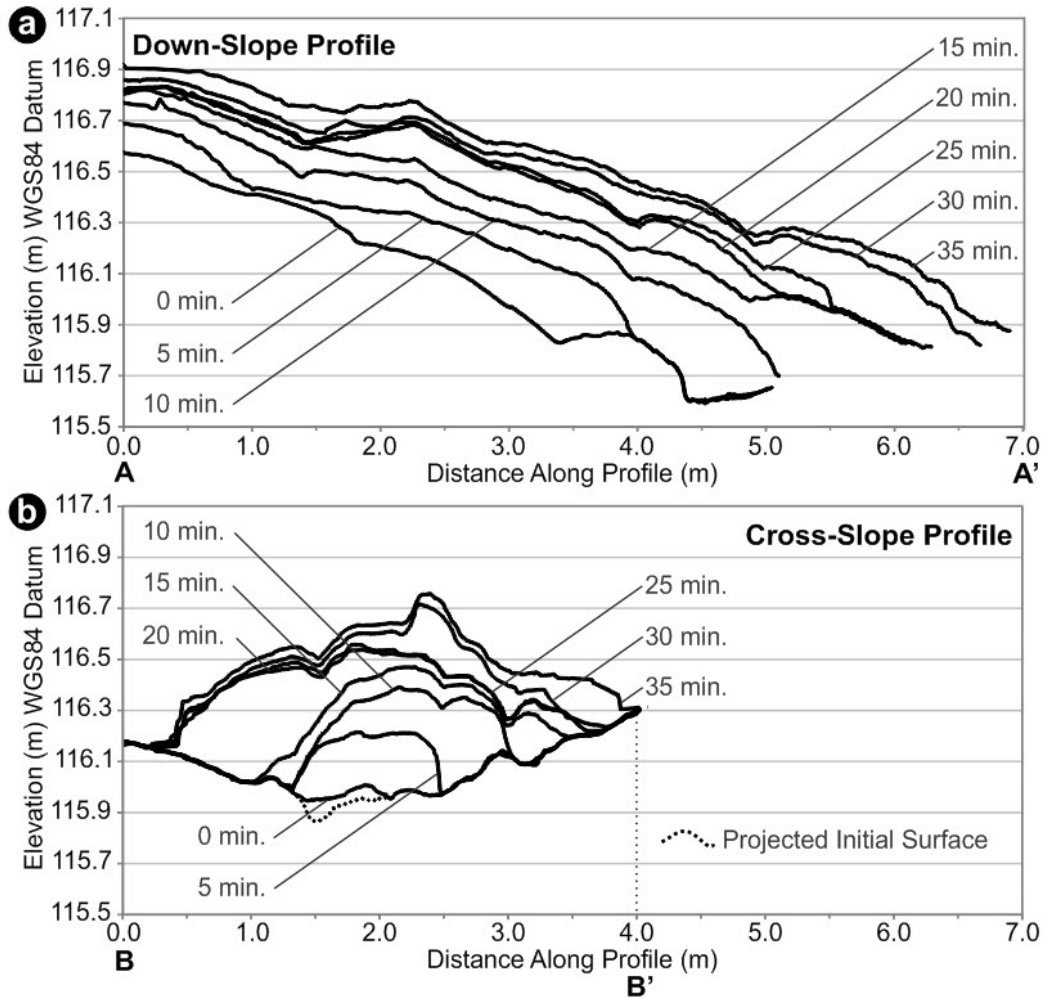 a
Down-Slope Profile
Elevation (m) WGS84 Datum
117.1
116.9
116.7
116.5
116.3
116.1
115.9
115.7
115.5
15 min.
20 min.
25 min.
30 min.
35 min.
0 min.
5 min.
10 min.
0.0 1.0 2.0 3.0 4.0 5.0 6.0 7.0
A Distance Along Profile (m) A'
b
Cross-Slope Profile
Elevation (m) WGS84 Datum
117.1
116.9
116.7
116.5
116.3
116.1
115.9
115.7
115.5
10 min.
15 min.
20 min.
25 min.
30 min.
35 min.
0 min.
5 min.
Projected Initial Surface
0.0 1.0 2.0 3.0 4.0 5.0 6.0 7.0
B Distance Along Profile (m)
B'